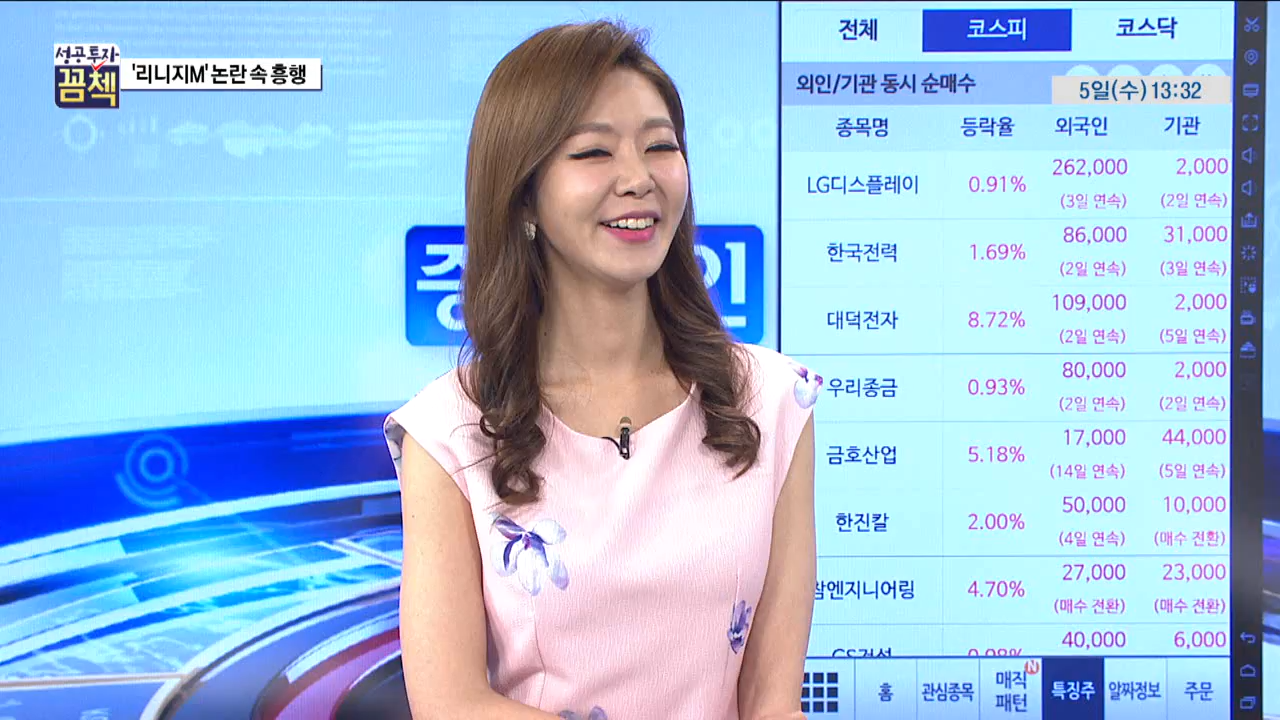 성공투자
꼼첵
'리니지M' 논란 속 흥행
전체 코스피 코스닥
외인/기관 동시 순매수
5일(수) 13:32
종목명 등락율 외국인 기관
LG디스플레이 0.91% 262,000 2,000
(3일 연속) (2일 연속)
한국전력 1.69% 86,000 31,000
(2일 연속) (3일 연속)
대덕전자 8.72% 109,000 2,000
(2일 연속) (5일 연속)
우리종금 0.93% 80,000 2,000
(2일 연속) (2일 연속)
금호산업 5.18% 17,000 44,000
(14일 연속) (5일 연속)
한진칼 2.00% 50,000 10,000
(4일 연속) (매수 전환)
엔지니어링 4.70% 27,000 23,000
(매수 전환) (매수 전환)
40,000 6,000
홈 관심종목 매직패턴 N 특징주 알짜정보 주문
증 인